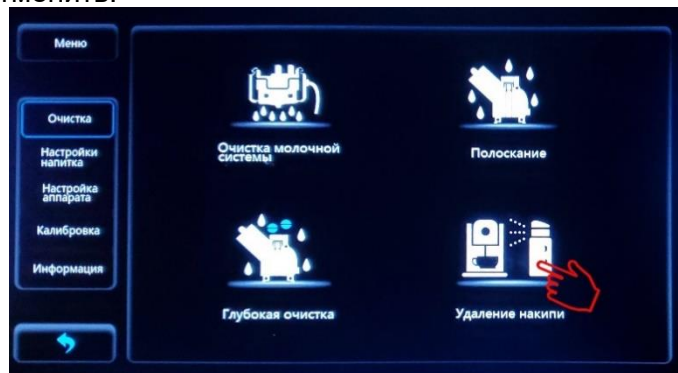 Меню
Очистка
Настройки
напитка
Настройка
аппарата
Калибровка
Информация
Очистка молочной
системы
Полоскание
Глубокая очистка
Удаление накипи